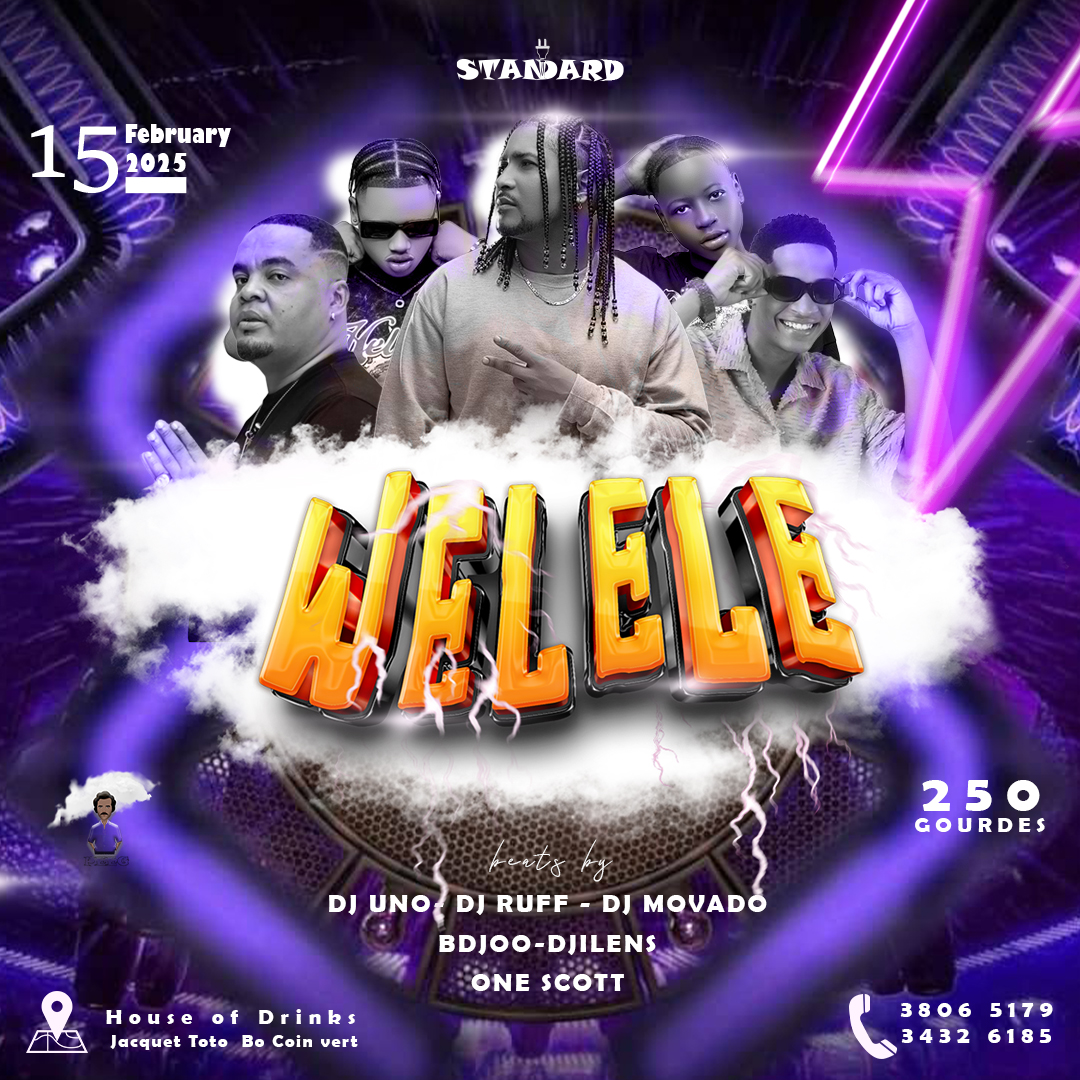 STANDARD
15 February
2025
WELELE
250
GOURDES
beats by
DJ UNO- DJ RUFF - DJ MOVADO
BDJOO-DJILENS
ONE SCOTT
House of Drinks
Jacquet Toto Bo Coin vert
3806 5179
3432 6185